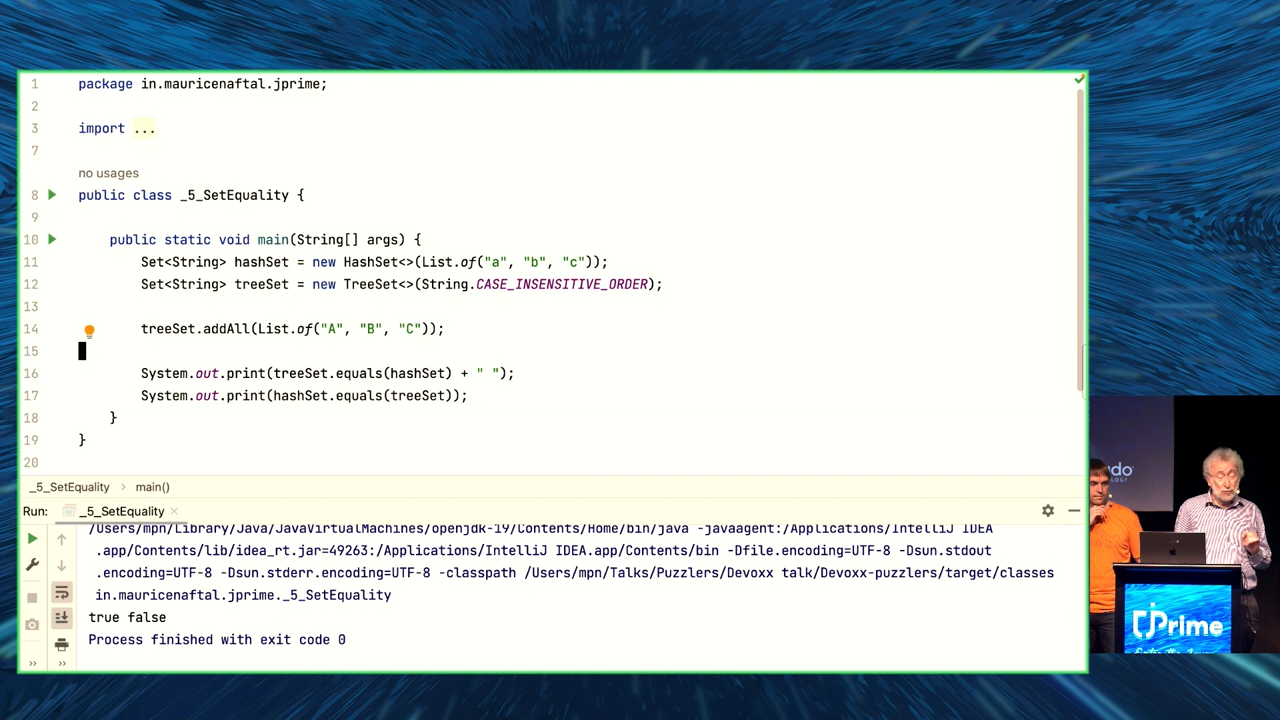 1 package in.mauricenaftal.jprime;
2
3 import ...
7
no usages
8 public class _5_SetEquality {
9
10 public static void main(String[] args) {
11 Set<String> hashSet = new HashSet<>(List.of("a", "b", "c"));
12 Set<String> treeSet = new TreeSet<>(String.CASE_INSENSITIVE_ORDER);
13
14 treeSet.addAll(List.of("A", "B", "C"));
15
16 System.out.print(treeSet.equals(hashSet) + " ");
17 System.out.print(hashSet.equals(treeSet));
18 }
19 }
20
_5_SetEquality > main()
Run: _5_SetEquality
/Users/mpn/Library/Java/JavaVirtualMachines/openjdk-19/Contents/Home/bin/java -javaagent:/Applications/IntelliJ IDEA
.app/Contents/lib/idea_rt.jar=49263:/Applications/IntelliJ IDEA.app/Contents/bin -Dfile.encoding=UTF-8 -Dsun.stdout
.encoding=UTF-8 -Dsun.stderr.encoding=UTF-8 -classpath /Users/mpn/Talks/Puzzlers/Devoxx talk/Devoxx-puzzlers/target/classes
in.mauricenaftal.jprime._5_SetEquality
true false
Process finished with exit code 0
jPrime